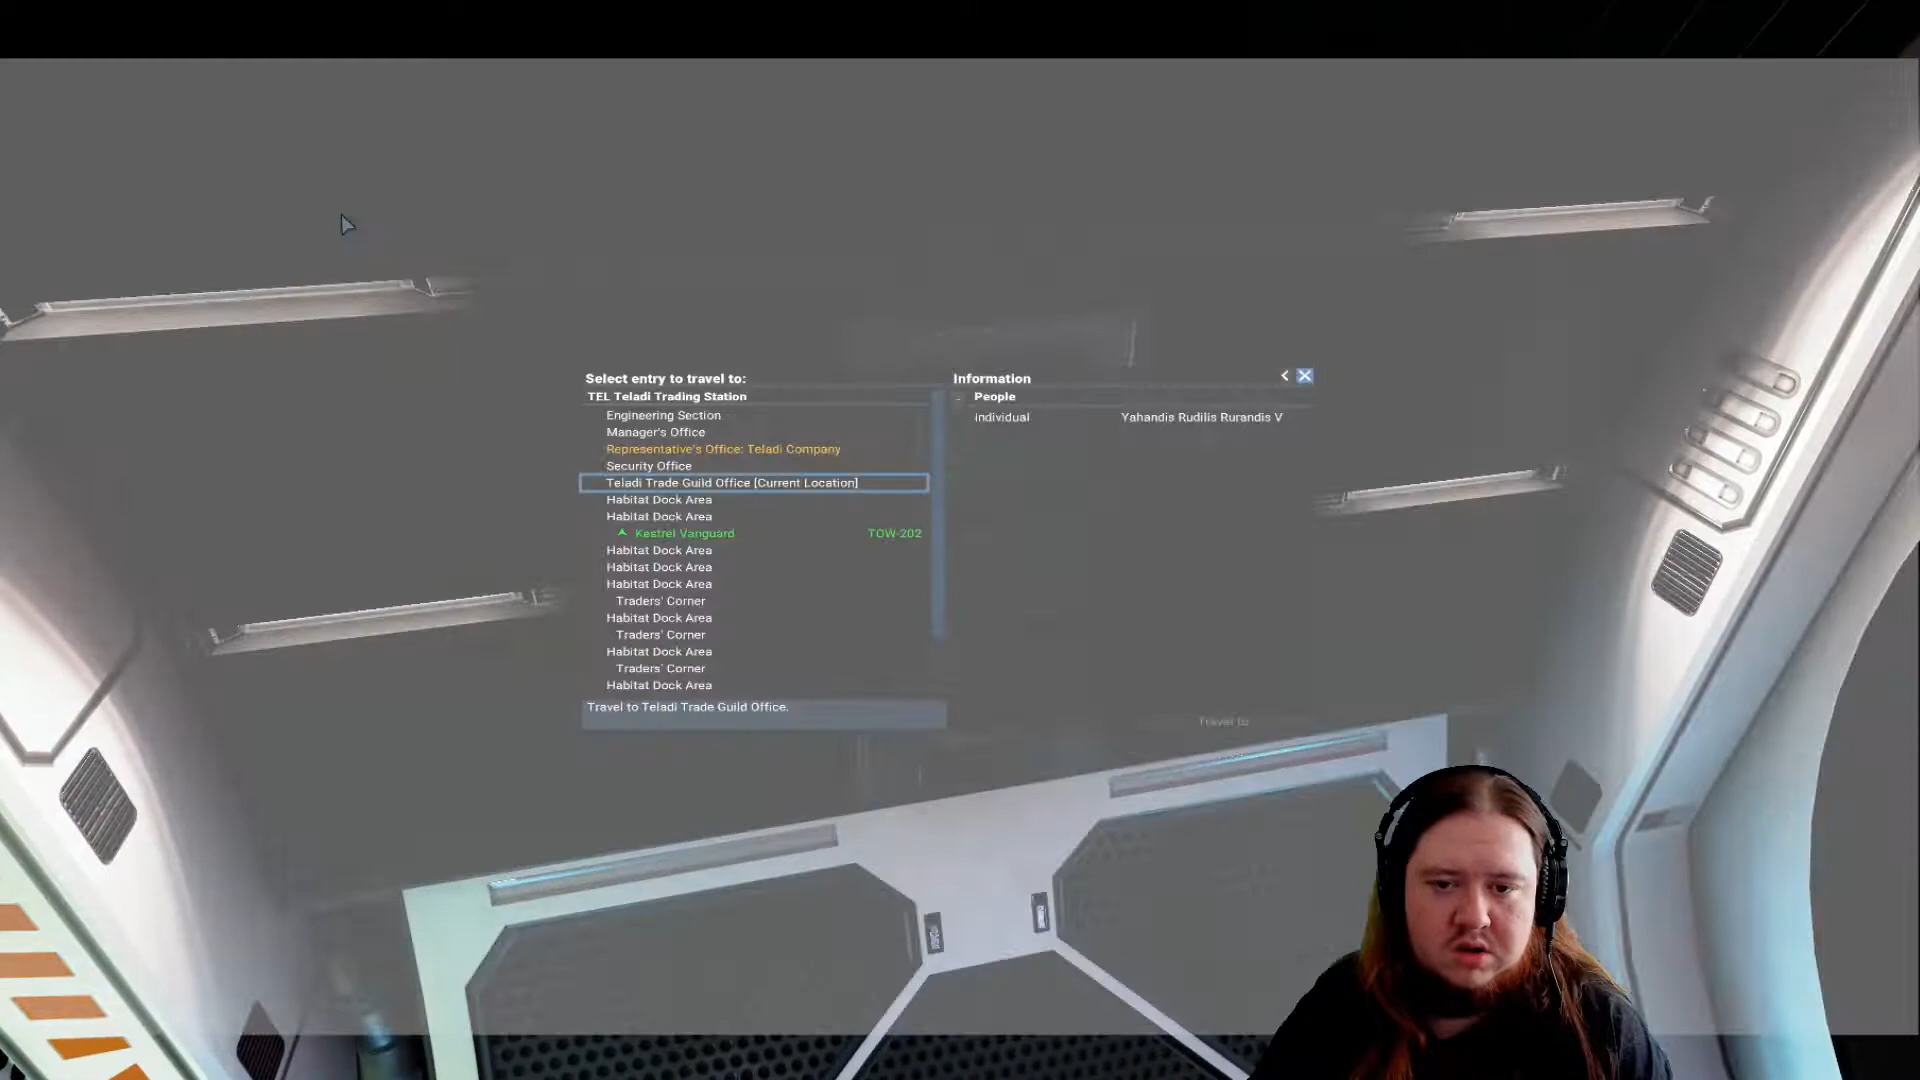 Select entry to travel to:
TEL Teladi Trading Station
Engineering Section
Manager's Office
Representative's Office: Teladi Company
Security Office
Teladi Trade Guild Office [Current Location]
Habitat Dock Area
Habitat Dock Area
Kestrel Vanguard TOW-202
Habitat Dock Area
Habitat Dock Area
Habitat Dock Area
Traders' Corner
Habitat Dock Area
Traders' Corner
Habitat Dock Area
Traders' Corner
Habitat Dock Area
Travel to Teladi Trade Guild Office.
Information
People
individual Yahandis Rudilis Rurandis V
Travel to